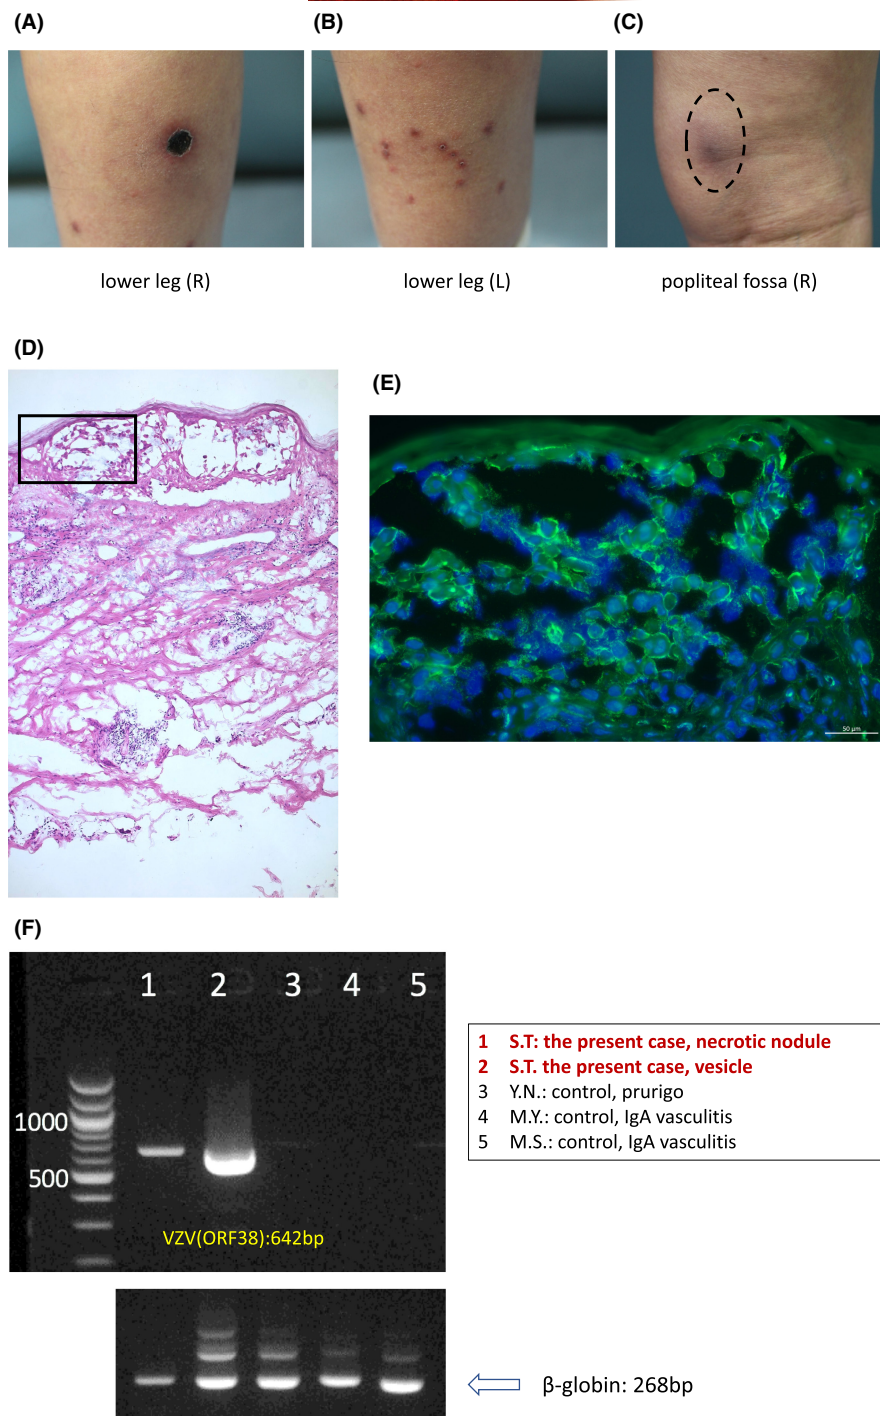 (A)
(B)
(C)
lower leg (R)
lower leg (L)
popliteal fossa (R)
(D)
(E)
50 µm
(F)
1 2 3 4 5
1000
500
VZV(ORF38):642bp
1 S.T: the present case, necrotic nodule
2 S.T. the present case, vesicle
3 Y.N.: control, prurigo
4 M.Y.: control, IgA vasculitis
5 M.S.: control, IgA vasculitis
β-globin: 268bp